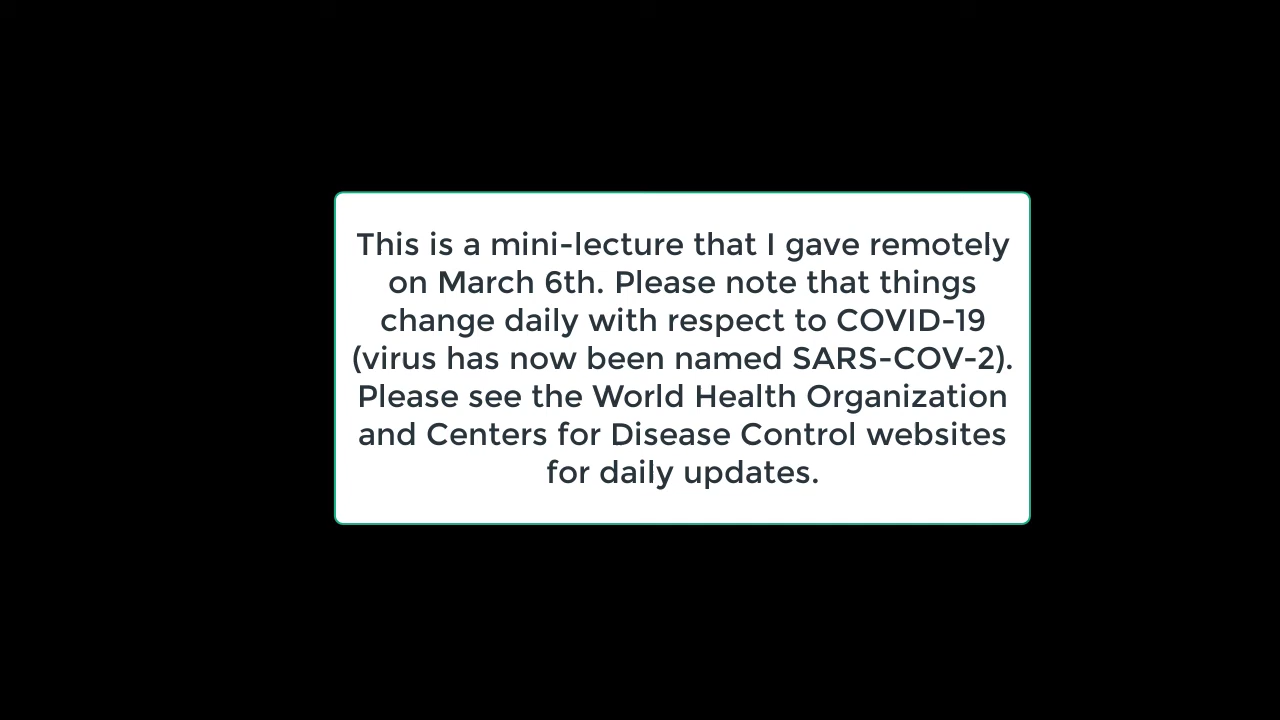 This is a mini-lecture that I gave remotely
on March 6th. Please note that things
change daily with respect to COVID-19
(virus has now been named SARS-COV-2).
Please see the World Health Organization
and Centers for Disease Control websites
for daily updates.